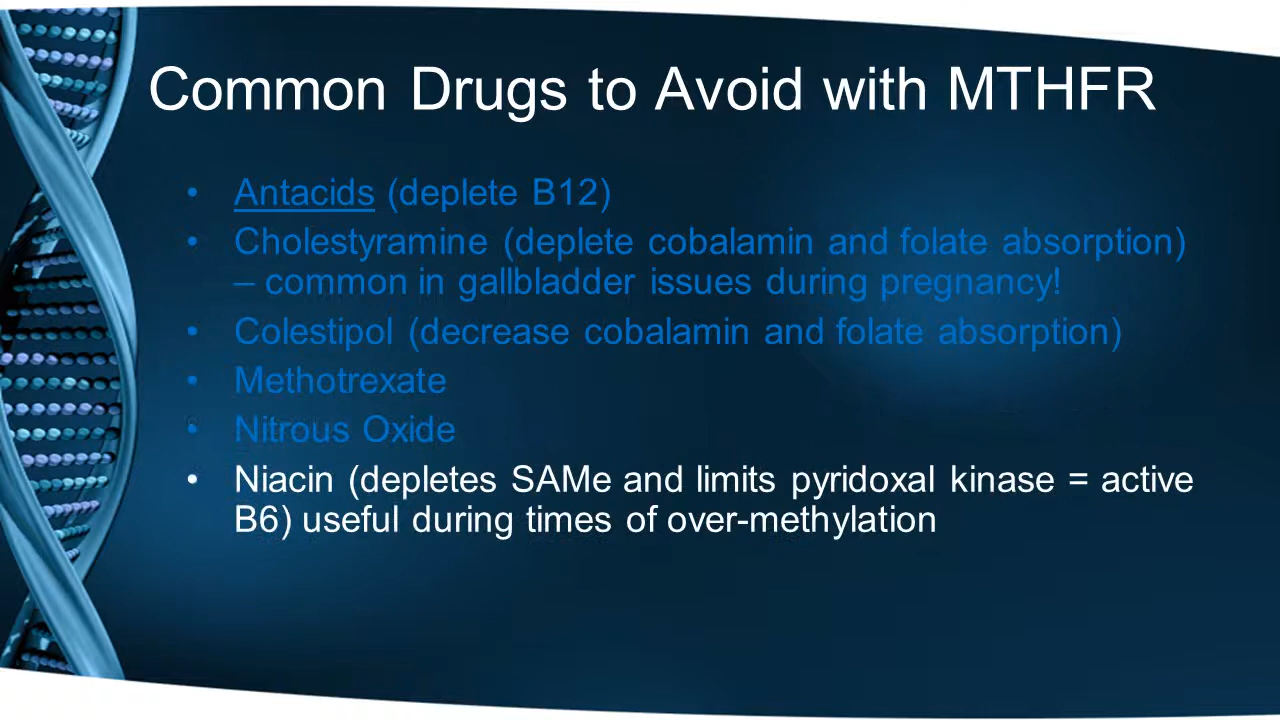 Common Drugs to Avoid with MTHFR
• Antacids (deplete B12)
• Cholestyramine (deplete cobalamin and folate absorption)
– common in gallbladder issues during pregnancy!
• Colestipol (decrease cobalamin and folate absorption)
• Methotrexate
• Nitrous Oxide
• Niacin (depletes SAMe and limits pyridoxal kinase = active
B6) useful during times of over-methylation